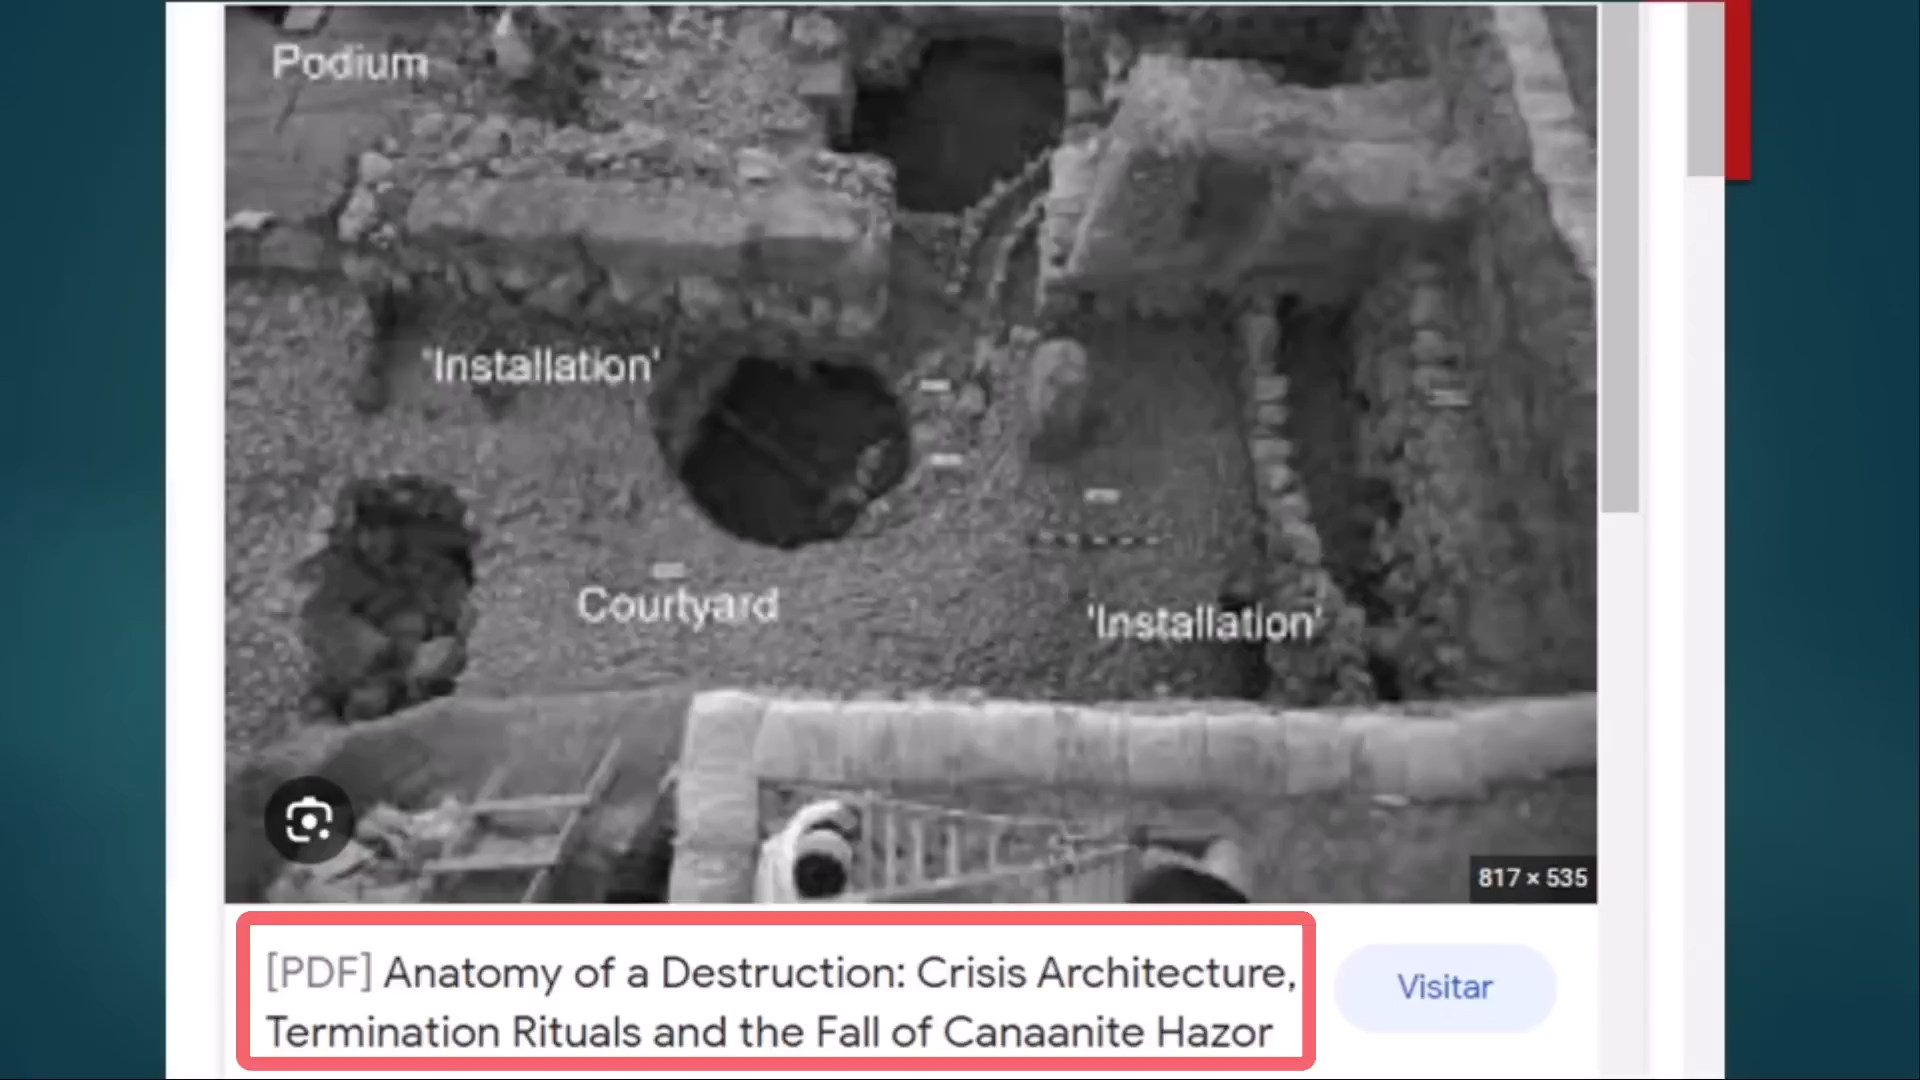 Podium
'Installation'
Courtyard
'Installation'
817 × 535
[PDF] Anatomy of a Destruction: Crisis Architecture,
Termination Rituals and the Fall of Canaanite Hazor
Visitar